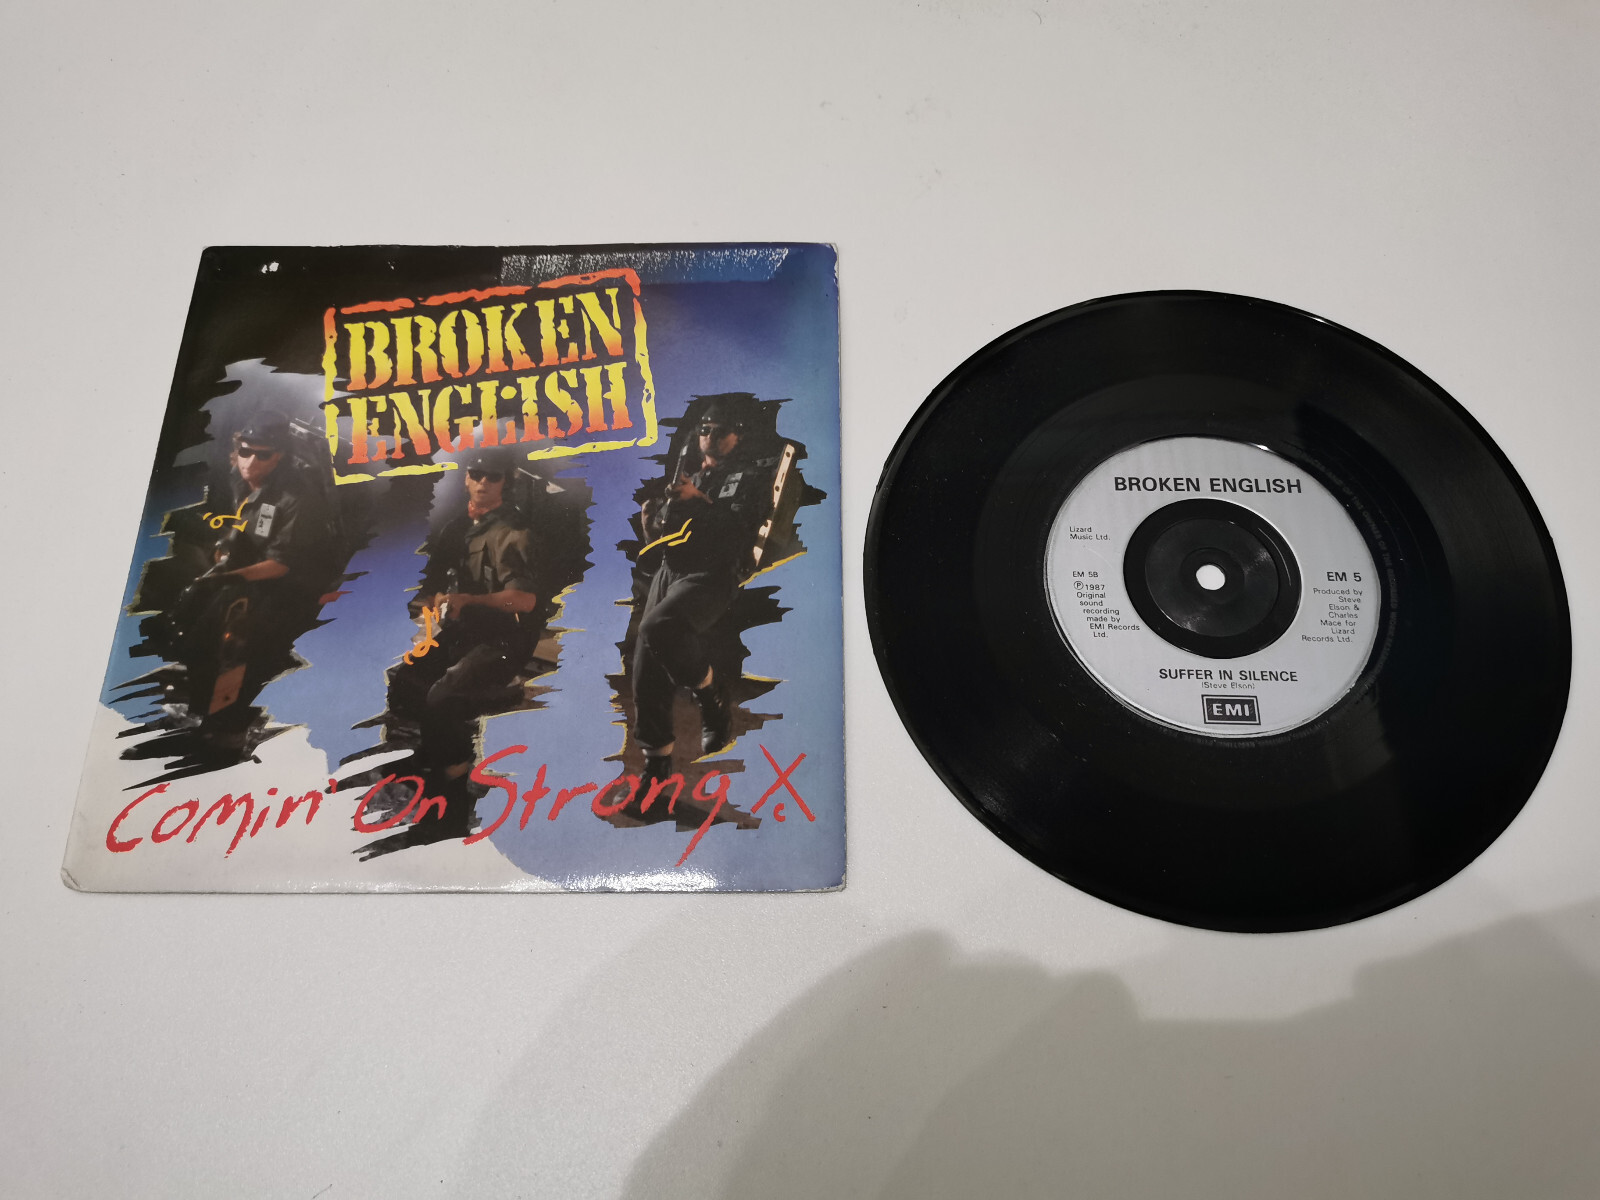 BROKEN
ENGLISH
Comin' On Strong X
BROKEN ENGLISH
Lizard
Music Ltd.
EM 5B
Ⓟ1987
Original
sound
recording
made by
EMI Records
Ltd.
EM 5
Produced by
Steve
Elson &
Charles
Mace for
Lizard
Records Ltd.
SUFFER IN SILENCE
(Steve Elson)
EMI